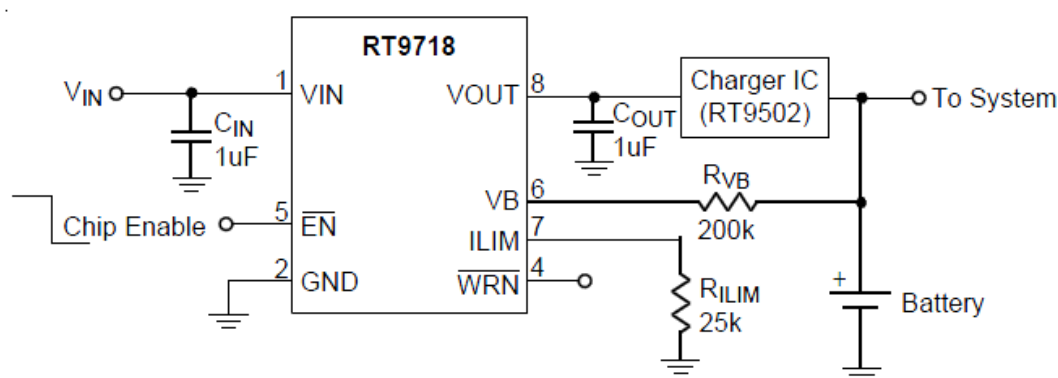 RT9718
VIN
1
VIN
CIN
1uF
VOUT
8
COUT
1uF
Charger IC
(RT9502)
To System
Chip Enable
5
EN
VB
6
RVB
200k
ILIM
7
2
GND
WRN
4
RILIM
25k
+
Battery